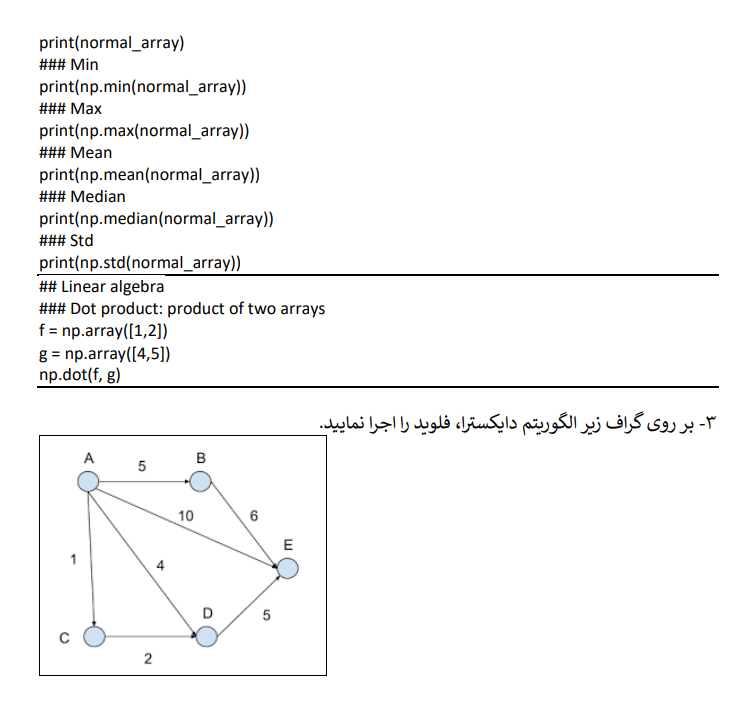 print(normal_array)
### Min
print(np.min(normal_array))
### Max
print(np.max(normal_array))
### Mean
print(np.mean(normal_array))
### Median
print(np.median(normal_array))
### Std
print(np.std(normal_array))
## Linear algebra
### Dot product: product of two arrays
f = np.array([1,2])
g = np.array([4,5])
np.dot(f, g)
۳- بر روی گراف زیر الگوریتم دایکسترا، فلوید را اجرا نمایید.
A
5
B
10
6
E
1
4
D
5
C
2